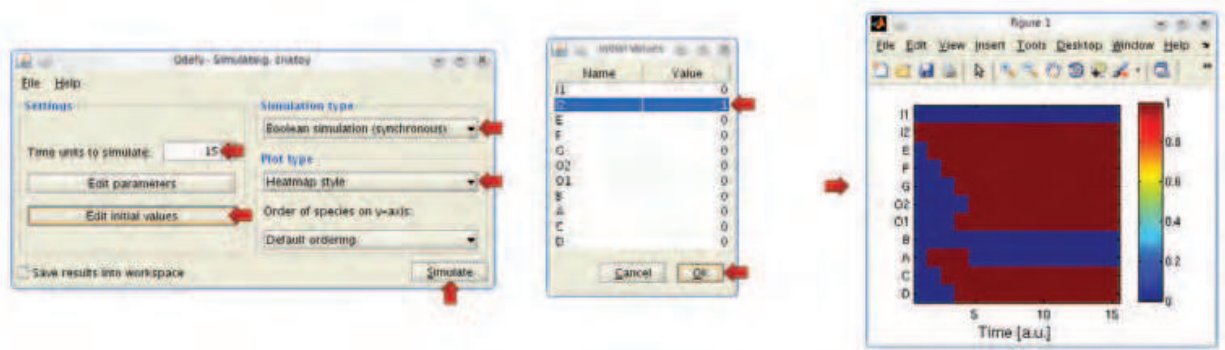 Odefy - Simulating: cnatoy
File Help
Settings
Time units to simulate: 15
Edit parameters
Edit initial values
Save results into workspace
Simulation type
Boolean simulation (synchronous)
Plot type
Heatmap style
Order of species on y-axis:
Default ordering
Simulate
Initial Values
Name Value
I1 0
I2 1
E 0
F 0
G 0
O2 0
O1 0
B 0
A 0
C 0
D 0
Cancel OK
Figure 1
File Edit View Insert Tools Desktop Window Help
I1
I2
E
F
G
O2
O1
B
A
C
D
5 10 15
Time [a.u.]
1
0.8
0.6
0.4
0.2
0